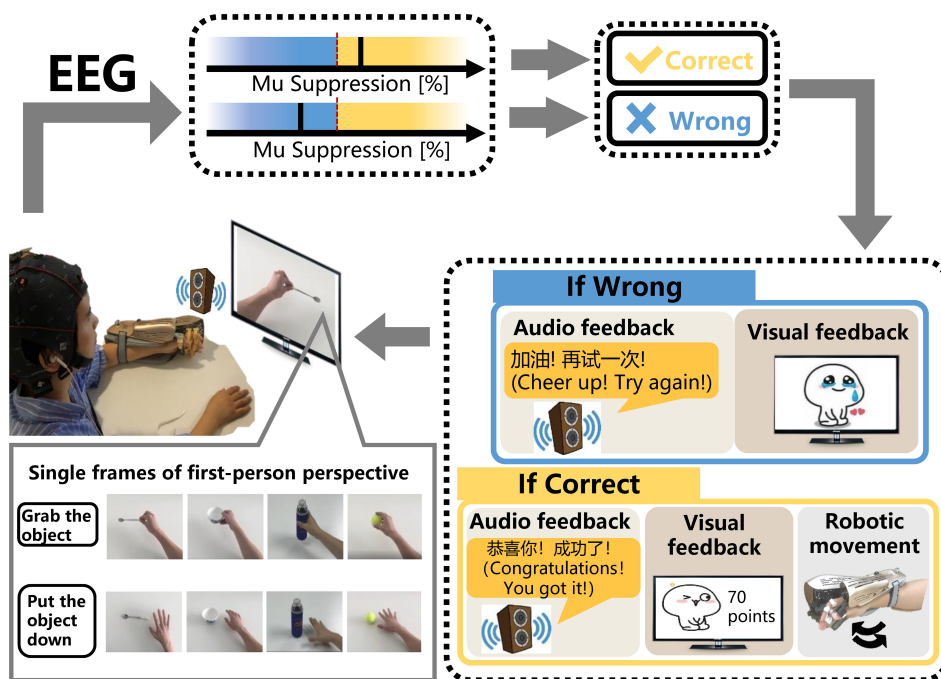 EEG
Mu Suppression [%]
Mu Suppression [%]
Correct
Wrong
If Wrong
Audio feedback
加油! 再试一次!
(Cheer up! Try again!)
Visual feedback
If Correct
Audio feedback
恭喜你！成功了！
(Congratulations!
You got it!)
Visual
feedback
70
points
Robotic
movement
Single frames of first-person perspective
Grab the
object
Put the
object
down